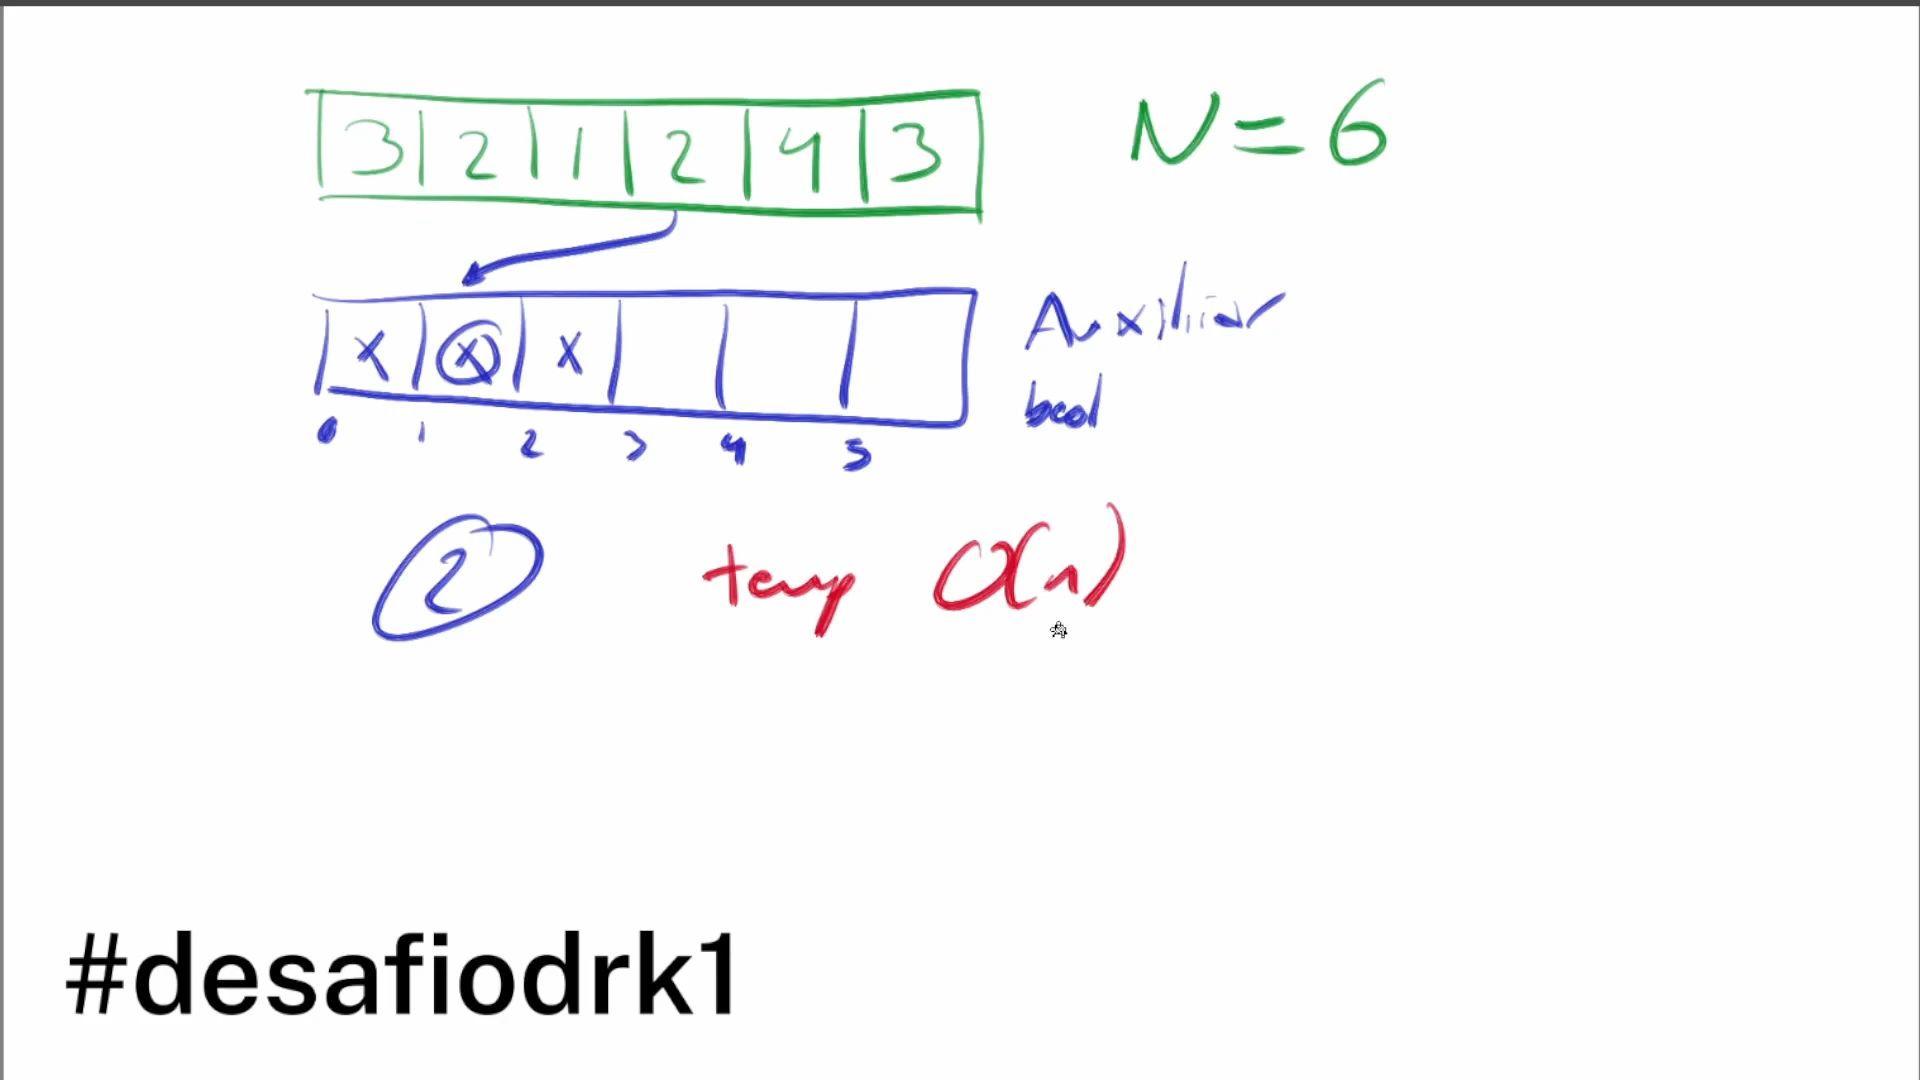 3 2 1 2 4 3 N=6
X X X Auxiliar
bool
0 1 2 3 4 5
2 temp O(n)
#desafiodrk1